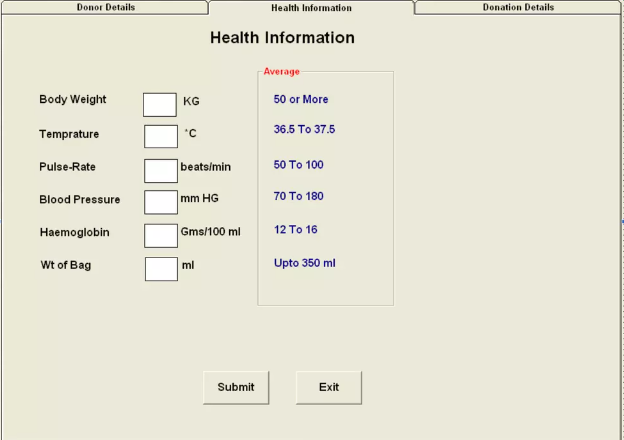 Donor Details Health Information Donation Details
Health Information
Average
Body Weight KG 50 or More
Temprature °C 36.5 To 37.5
Pulse-Rate beats/min 50 To 100
Blood Pressure mm HG 70 To 180
Haemoglobin Gms/100 ml 12 To 16
Wt of Bag ml Upto 350 ml
Submit Exit